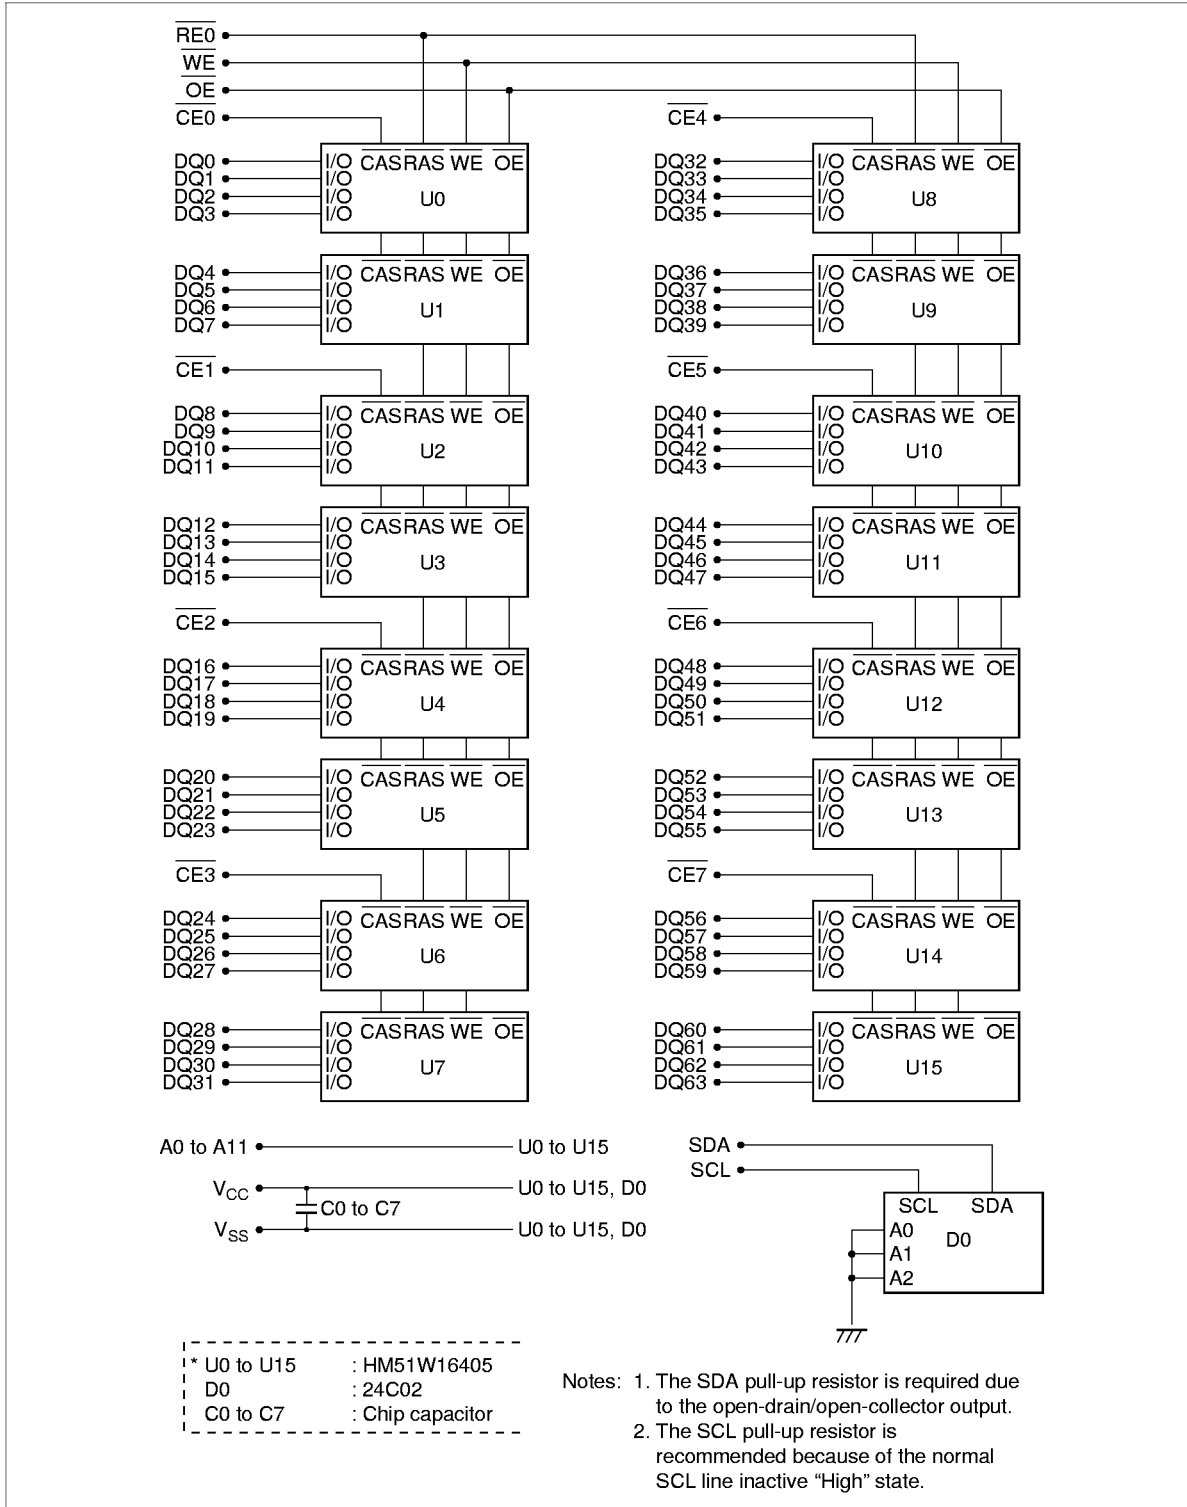 RE0
WE
OE
CE0
CE4
DQ0 I/O CAS RAS WE OE
DQ1 I/O
DQ2 I/O U0
DQ3 I/O
DQ32 I/O CAS RAS WE OE
DQ33 I/O
DQ34 I/O U8
DQ35 I/O
DQ4 I/O CAS RAS WE OE
DQ5 I/O
DQ6 I/O U1
DQ7 I/O
DQ36 I/O CAS RAS WE OE
DQ37 I/O
DQ38 I/O U9
DQ39 I/O
CE1
CE5
DQ8 I/O CAS RAS WE OE
DQ9 I/O
DQ10 I/O U2
DQ11 I/O
DQ40 I/O CAS RAS WE OE
DQ41 I/O
DQ42 I/O U10
DQ43 I/O
DQ12 I/O CAS RAS WE OE
DQ13 I/O
DQ14 I/O U3
DQ15 I/O
DQ44 I/O CAS RAS WE OE
DQ45 I/O
DQ46 I/O U11
DQ47 I/O
CE2
CE6
DQ16 I/O CAS RAS WE OE
DQ17 I/O
DQ18 I/O U4
DQ19 I/O
DQ48 I/O CAS RAS WE OE
DQ49 I/O
DQ50 I/O U12
DQ51 I/O
DQ20 I/O CAS RAS WE OE
DQ21 I/O
DQ22 I/O U5
DQ23 I/O
DQ52 I/O CAS RAS WE OE
DQ53 I/O
DQ54 I/O U13
DQ55 I/O
CE3
CE7
DQ24 I/O CAS RAS WE OE
DQ25 I/O
DQ26 I/O U6
DQ27 I/O
DQ56 I/O CAS RAS WE OE
DQ57 I/O
DQ58 I/O U14
DQ59 I/O
DQ28 I/O CAS RAS WE OE
DQ29 I/O
DQ30 I/O U7
DQ31 I/O
DQ60 I/O CAS RAS WE OE
DQ61 I/O
DQ62 I/O U15
DQ63 I/O
A0 to A11 U0 to U15
VCC U0 to U15, D0
C0 to C7
VSS U0 to U15, D0
SDA
SCL
SCL SDA
A0
D0
A1
A2
* U0 to U15 : HM51W16405
D0 : 24C02
C0 to C7 : Chip capacitor
Notes: 1. The SDA pull-up resistor is required due
to the open-drain/open-collector output.
2. The SCL pull-up resistor is
recommended because of the normal
SCL line inactive “High” state.